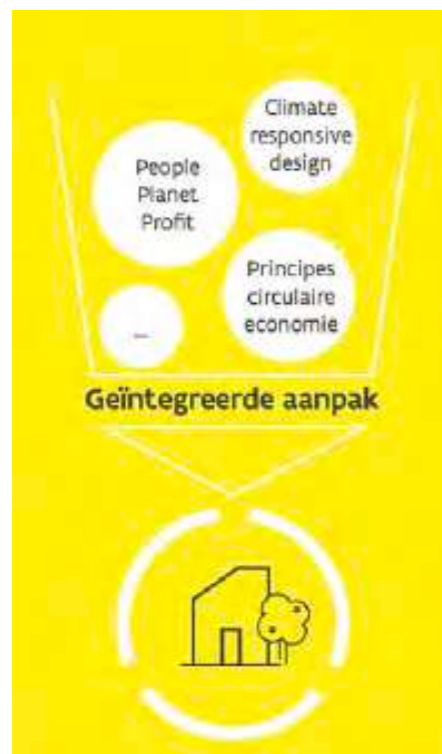 Climate
responsive
design
People
Planet
Profit
Principes
circulaire
economie
...
Geïntegreerde aanpak